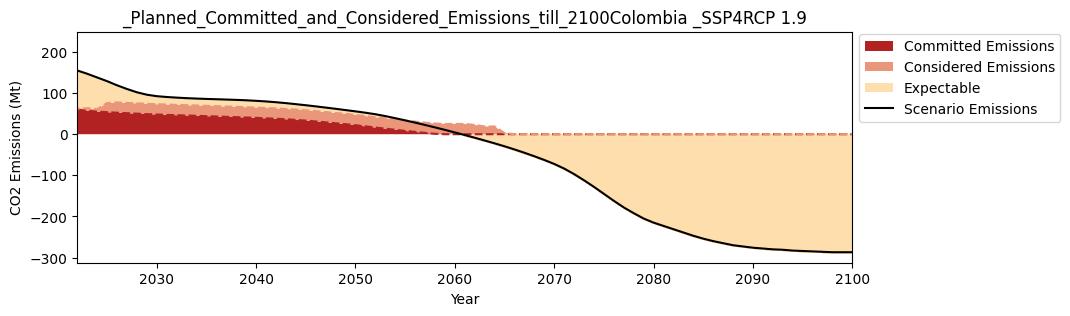 _Planned_Committed_and_Considered_Emissions_till_2100Colombia _SSP4RCP 1.9
200
100
0
−100
−200
−300
CO2 Emissions (Mt)
2030 2040 2050 2060 2070 2080 2090 2100
Year
Committed Emissions
Considered Emissions
Expectable
Scenario Emissions